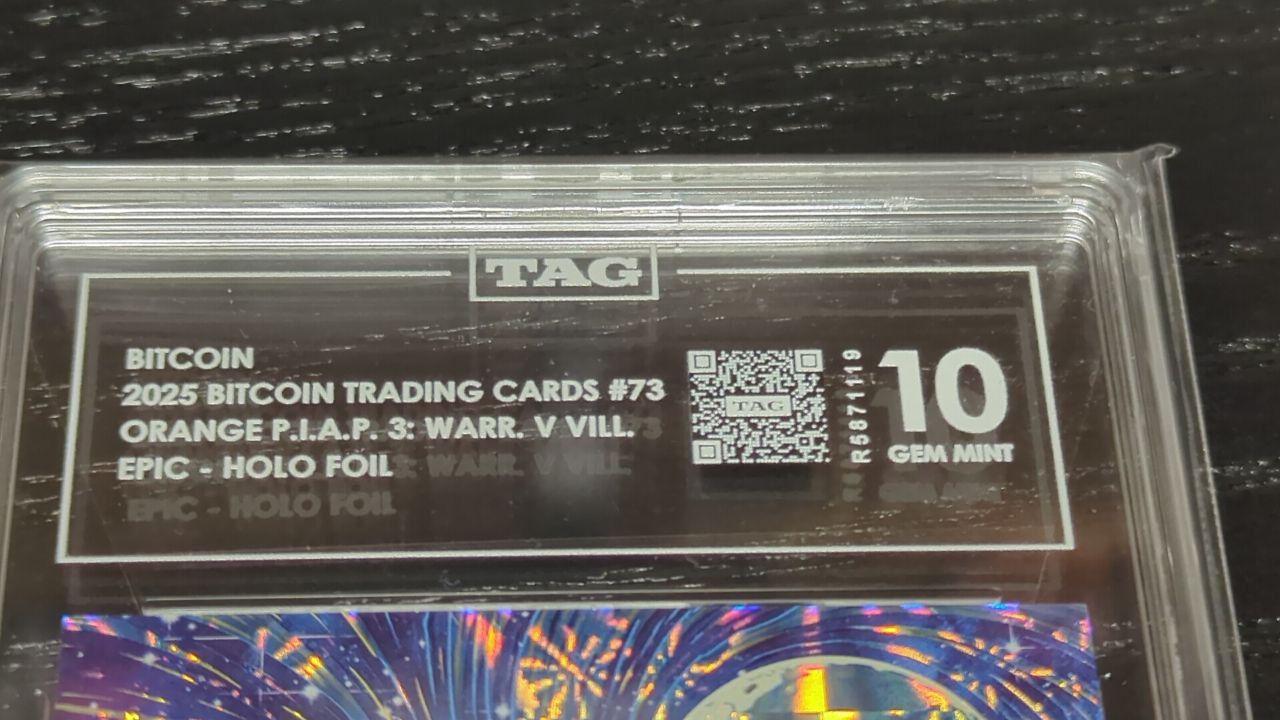 TAG
BITCOIN
2025 BITCOIN TRADING CARDS #73
ORANGE P.I.A.P. 3: WARR. V VILL.
EPIC - HOLO FOIL
TAG
R5871119
10
GEM MINT